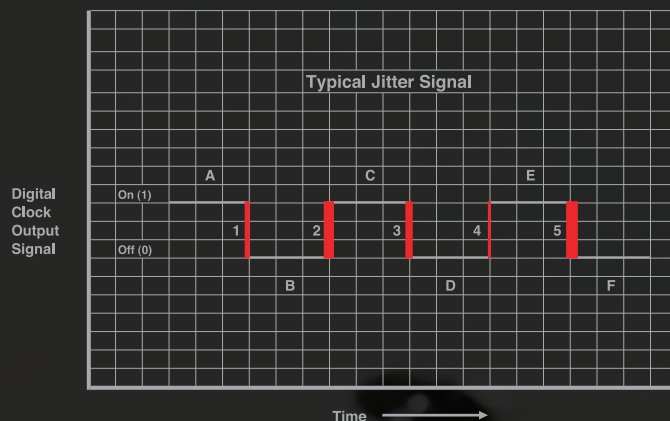 Typical Jitter Signal
A C E
Digital
Clock
Output
Signal
On (1)
1 2 3 4 5
Off (0)
B D F
Time